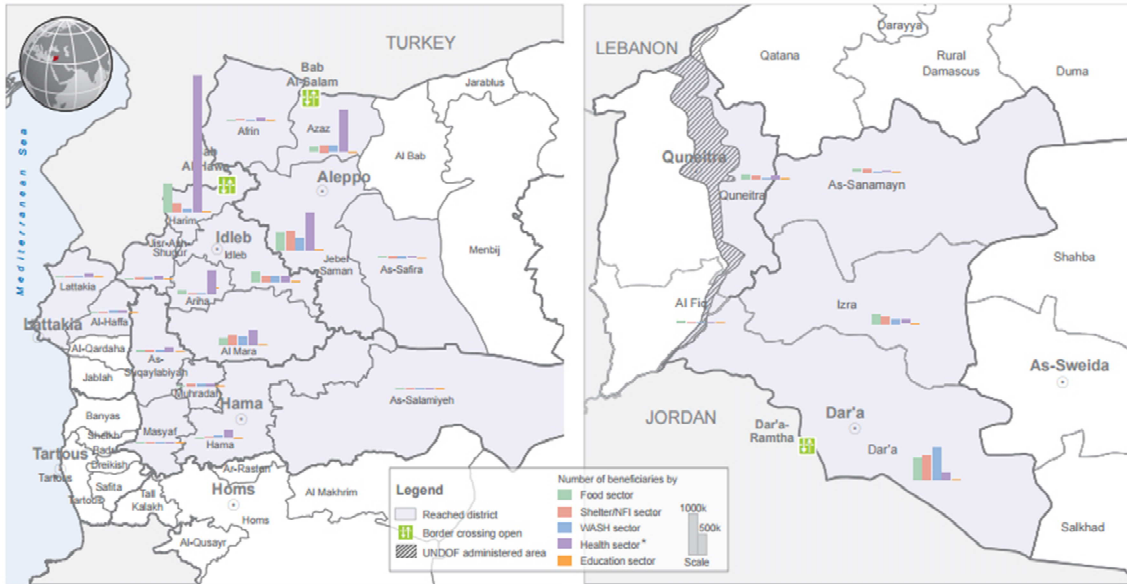 TURKEY
Bab
Al-Salam
Jarablus
Afrin
Azaz
Al Bab
Mediterranean Sea
Bab
Al-Hawa
Aleppo
Harim
Jisr-Ash-
Shugur
Idleb
Idleb
Jebel
Saman
As-Safira
Menbij
Lattakia
Ariha
Lattakia
Al-Haffa
Al-Qardaha
Al Mara
Jablah
As-
Suqaylabiyah
Muhradah
As-Salamiyeh
Banyas
Hama
Masyaf
Hama
Sheikh
Badr
Tartous
Dreikish
Tartous
Safita
Tartous
Tall
Kalakh
Ar-Rastan
Homs
Homs
Al Makhrim
Al-Qusayr
LEBANON
Darayya
Qatana
Rural
Damascus
Duma
Quneitra
Quneitra
As-Sanamayn
Shahba
Al Fiq
Izra
As-Sweida
JORDAN
Dar'a-
Ramtha
Dar'a
Dar'a
Salkhad
Legend
Reached district
Border crossing open
UNDOF administered area
Number of beneficiaries by
Food sector
Shelter/NFI sector
WASH sector
Health sector*
Education sector
1000k
500k
Scale